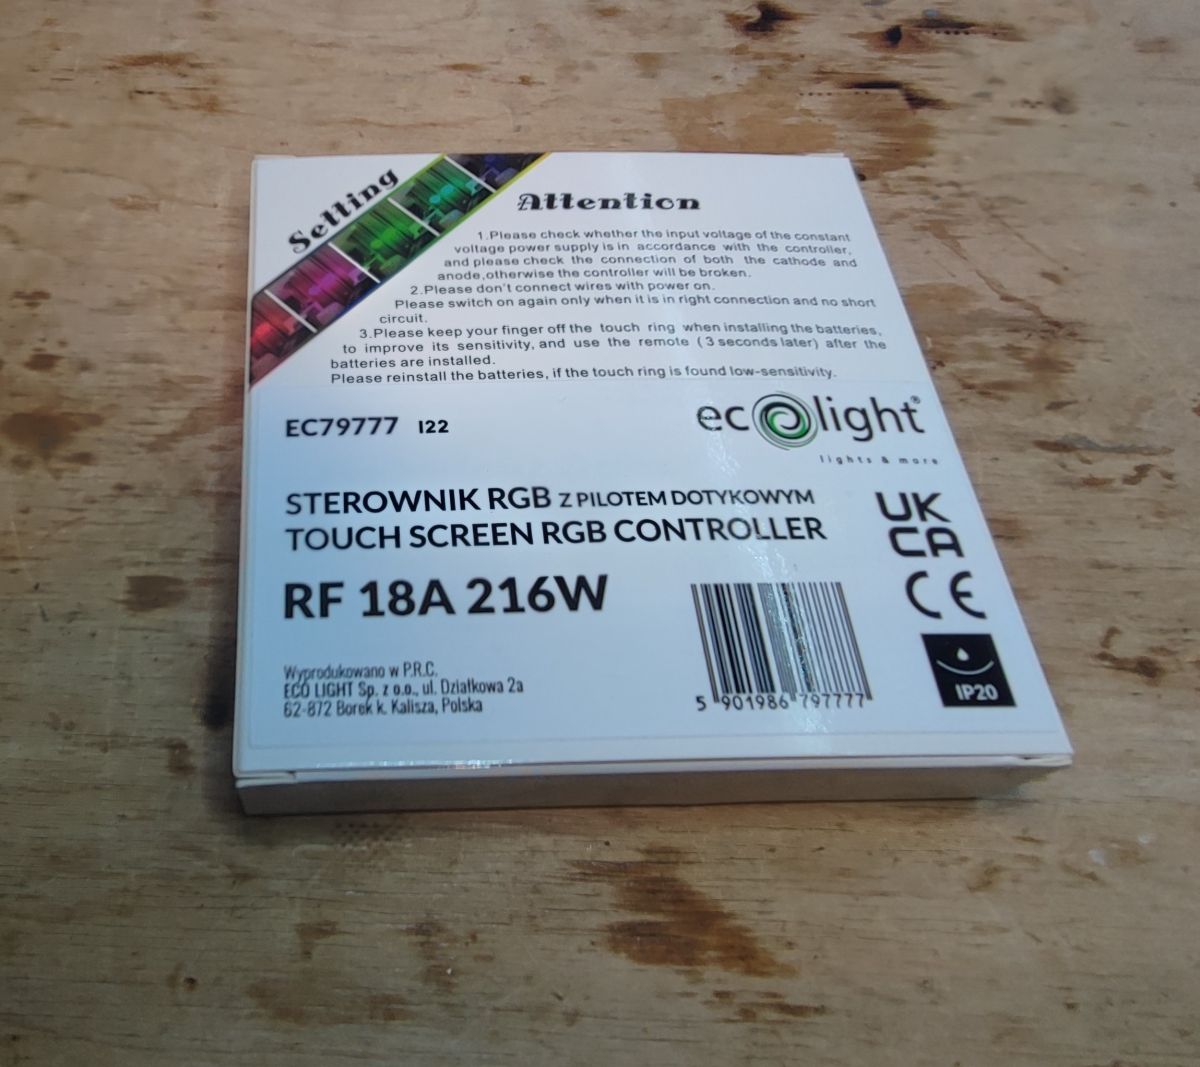 Setting
Attention
1.Please check whether the input voltage of the constant
voltage power supply is in accordance with the controller,
and please check the connection of both the cathode and
anode,otherwise the controller will be broken.
2.Please don't connect wires with power on.
Please switch on again only when it is in right connection and no short
circuit.
3.Please keep your finger off the touch ring when installing the batteries,
to improve its sensitivity, and use the remote (3 seconds later) after the
batteries are installed.
Please reinstall the batteries, if the touch ring is found low-sensitivity.
EC79777 I22
ecolight®
lights & more
STEROWNIK RGB Z PILOTEM DOTYKOWYM
TOUCH SCREEN RGB CONTROLLER
UK
CA
RF 18A 216W
CE
Wyprodukowano w P.R.C.
ECO LIGHT Sp. z o.o., ul. Działkowa 2a
62-872 Borek k. Kalisza, Polska
5 901986 797777
IP20